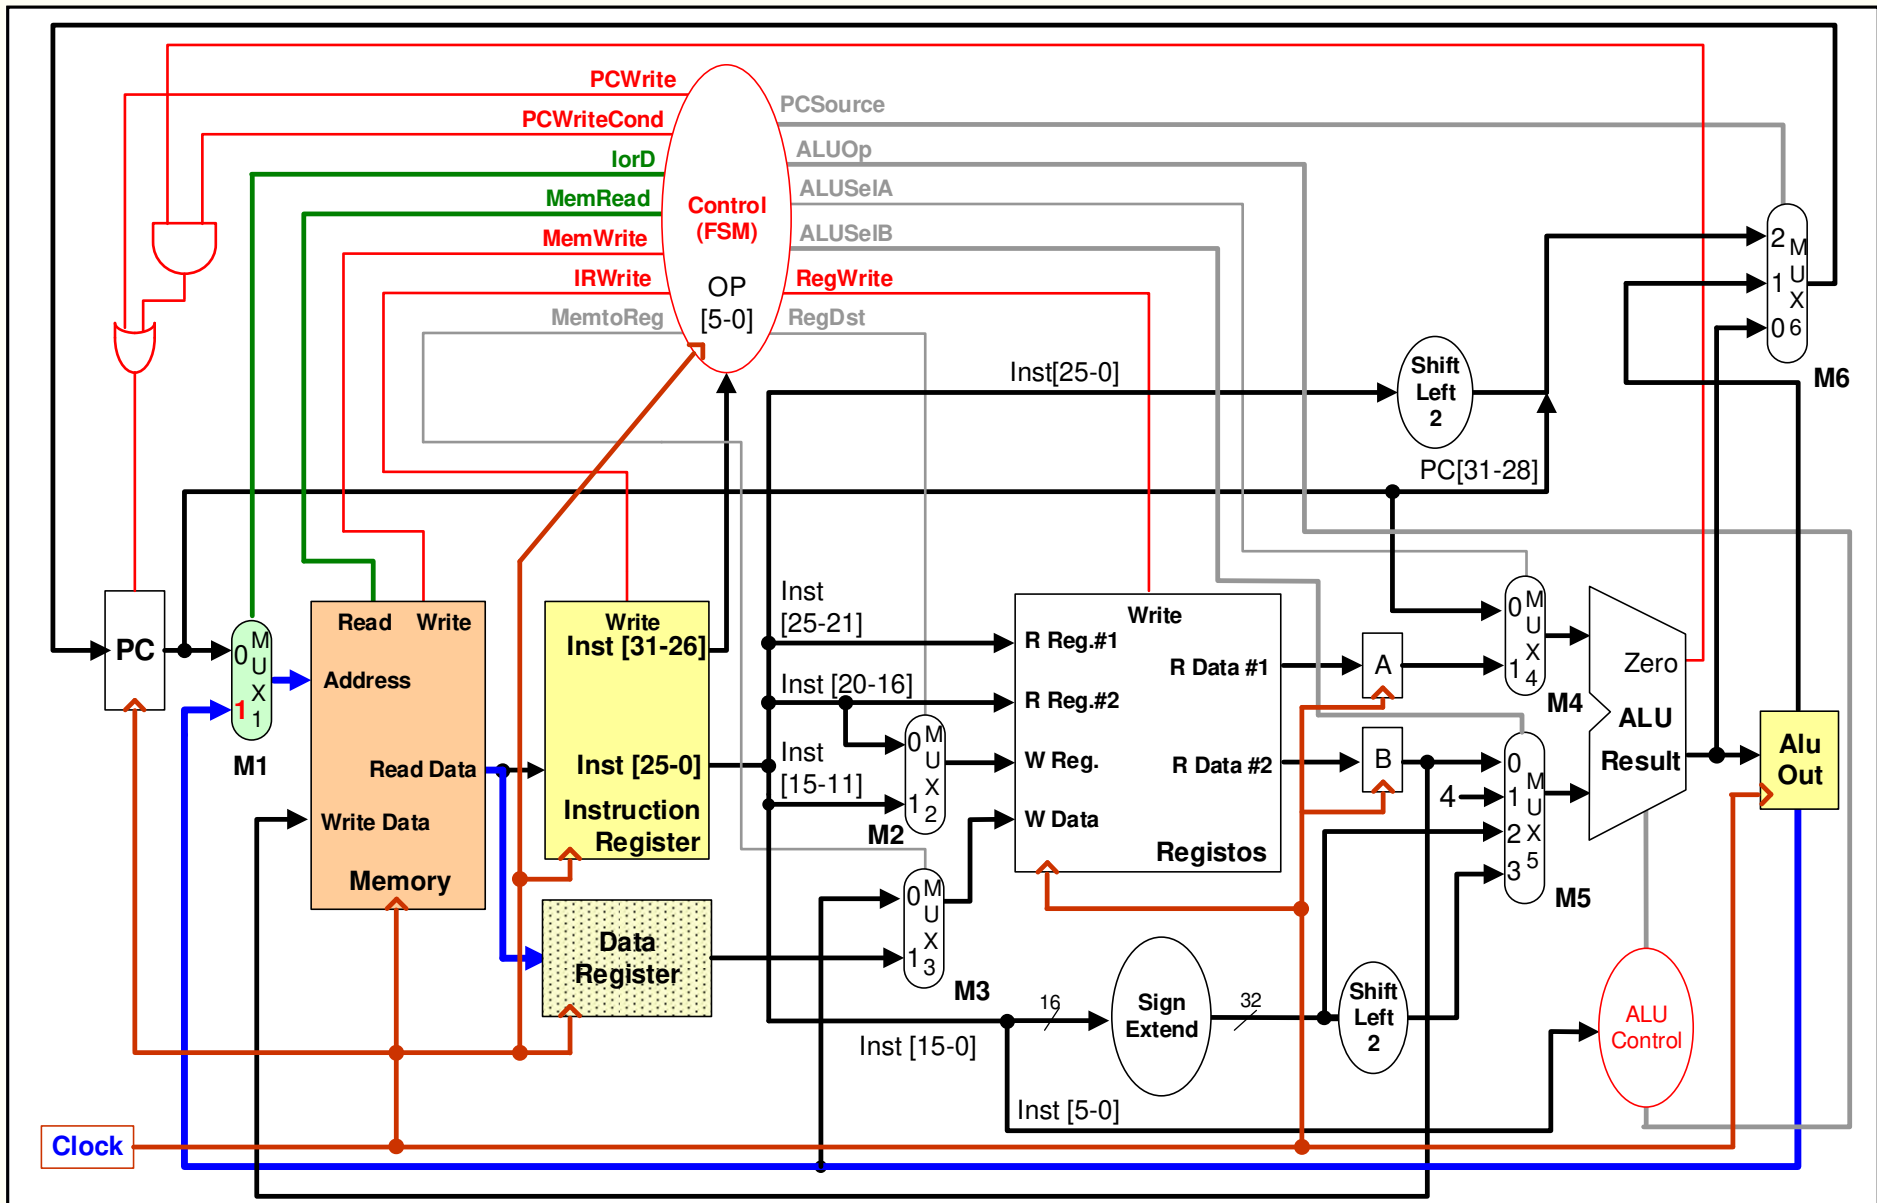 PCWrite
PCSource
PCWriteCond
ALUOp
IorD
ALUSelA
MemRead
Control
(FSM)
ALUSelB
MemWrite
IRWrite
OP
[5-0]
RegWrite
MemtoReg
RegDst
2
1
0
M
U
X
6
M6
Inst[25-0]
Shift
Left
2
PC[31-28]
PC
0
1
M
U
X
1
M1
Read
Write
Address
Read Data
Write Data
Memory
Write
Inst [31-26]
Inst [25-0]
Instruction
Register
Data
Register
Inst
[25-21]
Inst [20-16]
Inst
[15-11]
0
1
M
U
X
2
M2
0
1
M
U
X
3
M3
Write
R Reg.#1
R Data #1
R Reg.#2
W Reg.
R Data #2
W Data
Registos
A
B
0
1
M
U
X
4
M4
4
0
1
2
3
M
U
X
5
M5
Zero
ALU
Result
Alu
Out
16
Sign
Extend
32
Shift
Left
2
ALU
Control
Inst [15-0]
Inst [5-0]
Clock